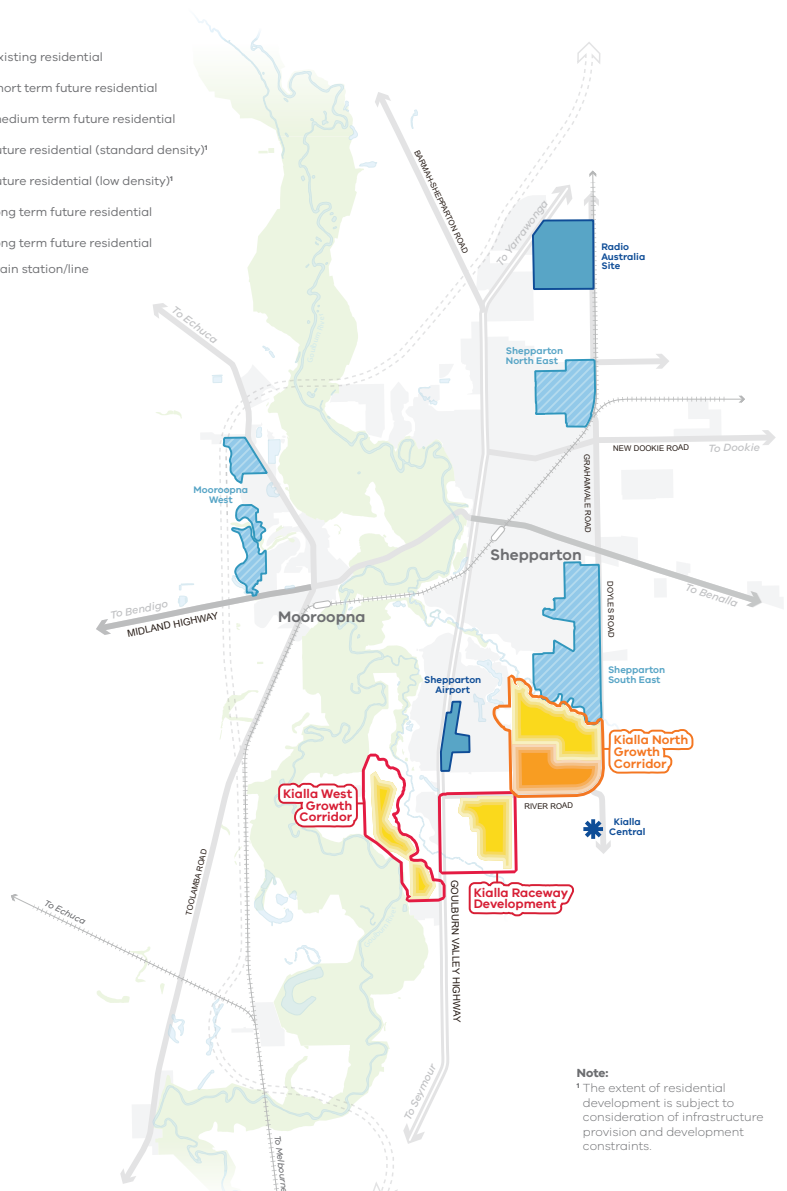 xisting residential
hort term future residential
nedium term future residential
uture residential (standard density)¹
uture residential (low density)¹
ong term future residential
ong term future residential
ain station/line
BARMAH-SHEPPARTON ROAD
To Yarrawonga
Radio
Australia
Site
To Echuca
Shepparton
North East
NEW DOOKIE ROAD
To Dookie
GRAHAMVALE ROAD
Mooroopna
West
Shepparton
To Benalla
DOYLES ROAD
To Bendigo
MIDLAND HIGHWAY
Mooroopna
Shepparton
South East
Shepparton
Airport
Kialla North
Growth
Corridor
Kialla West
Growth
Corridor
RIVER ROAD
Kialla
Central
TOOLAMBA ROAD
Kialla Raceway
Development
GOULBURN VALLEY HIGHWAY
To Echuca
To Seymour
To Melbourne
Note:
¹ The extent of residential
development is subject to
consideration of infrastructure
provision and development
constraints.